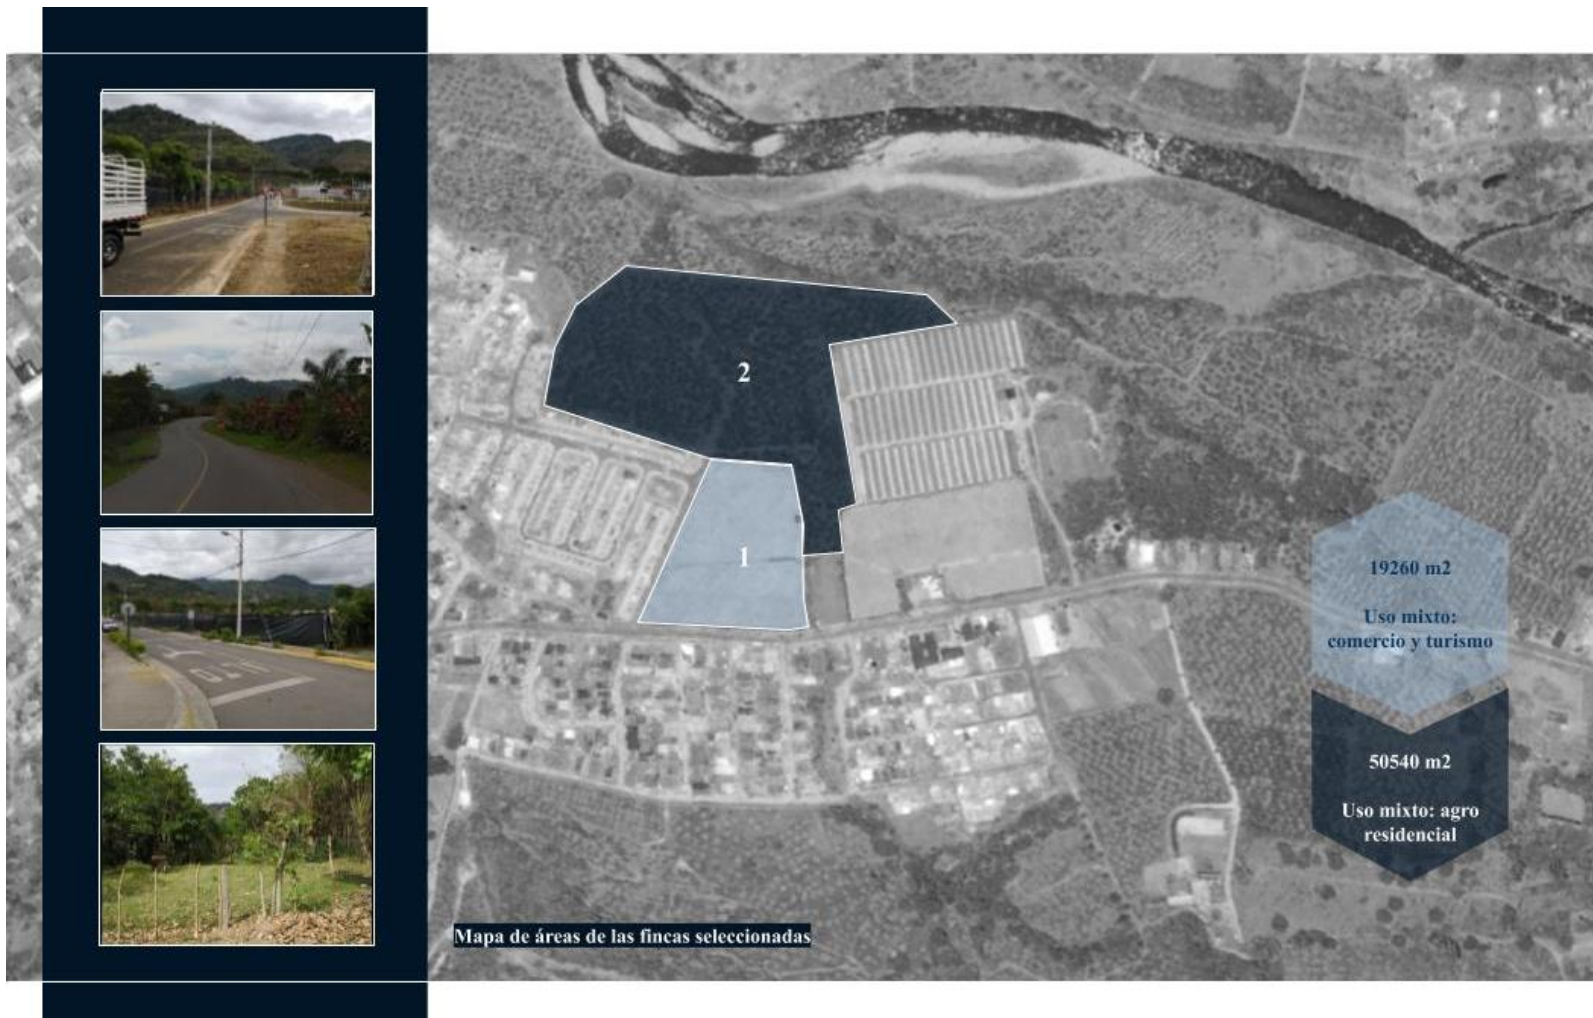 2
1
19260 m2
Uso mixto:
comercio y turismo
50540 m2
Uso mixto: agro
residencial
Mapa de áreas de las fincas seleccionadas